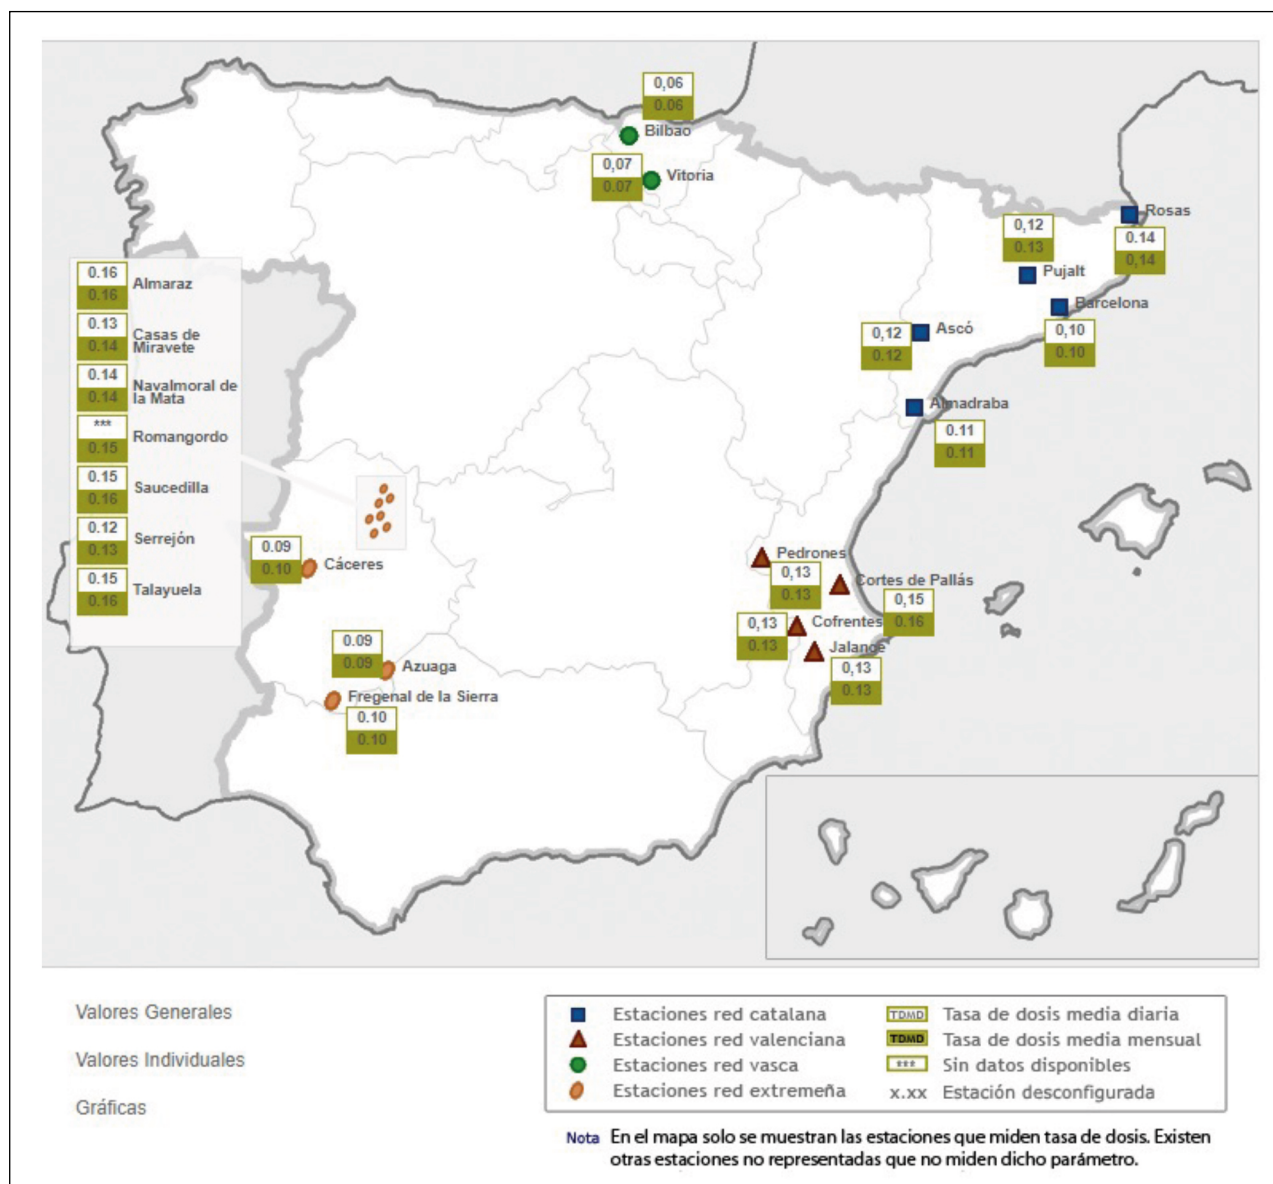 0,06
0.06
Bilbao
0,07
0.07
Vitoria
Rosas
0.14
0,14
0,12
0.13
Pujalt
Barcelona
0,10
0.10
Ascó
0,12
0.12
Almadraba
0.11
0.11
0.16
0.16
Almaraz
0.13
0.14
Casas de
Miravete
0.14
0.14
Navalmoral de
la Mata
***
0.15
Romangordo
0.15
0.16
Saucedilla
0.12
0.13
Serrejón
0.15
0.16
Talayuela
0.09
0.10
Cáceres
0.09
0.09
Azuaga
Fregenal de la Sierra
0.10
0.10
Pedrones
0,13
0.13
Cortes de Pallás
0,15
0.16
Cofrentes
0,13
0.13
Jalance
0,13
0.13
Valores Generales
Valores Individuales
Gráficas
Estaciones red catalana
Estaciones red valenciana
Estaciones red vasca
Estaciones red extremeña
TDMD Tasa de dosis media diaria
TDMD Tasa de dosis media mensual
*** Sin datos disponibles
x.xx Estación desconfigurada
Nota En el mapa solo se muestran las estaciones que miden tasa de dosis. Existen
otras estaciones no representadas que no miden dicho parámetro.